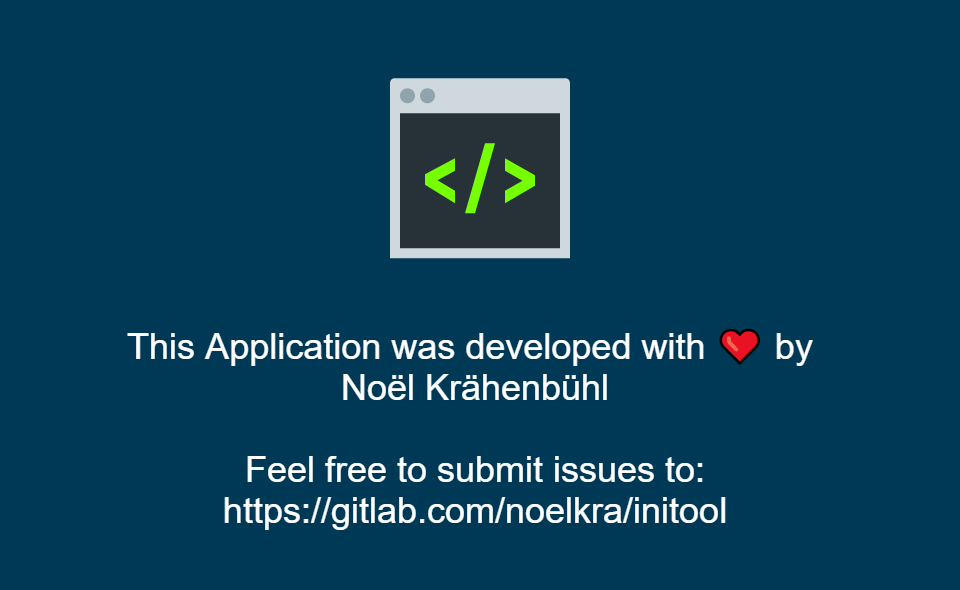 </>
This Application was developed with ❤ by
Noël Krähenbühl
Feel free to submit issues to:
https://gitlab.com/noelkra/initool